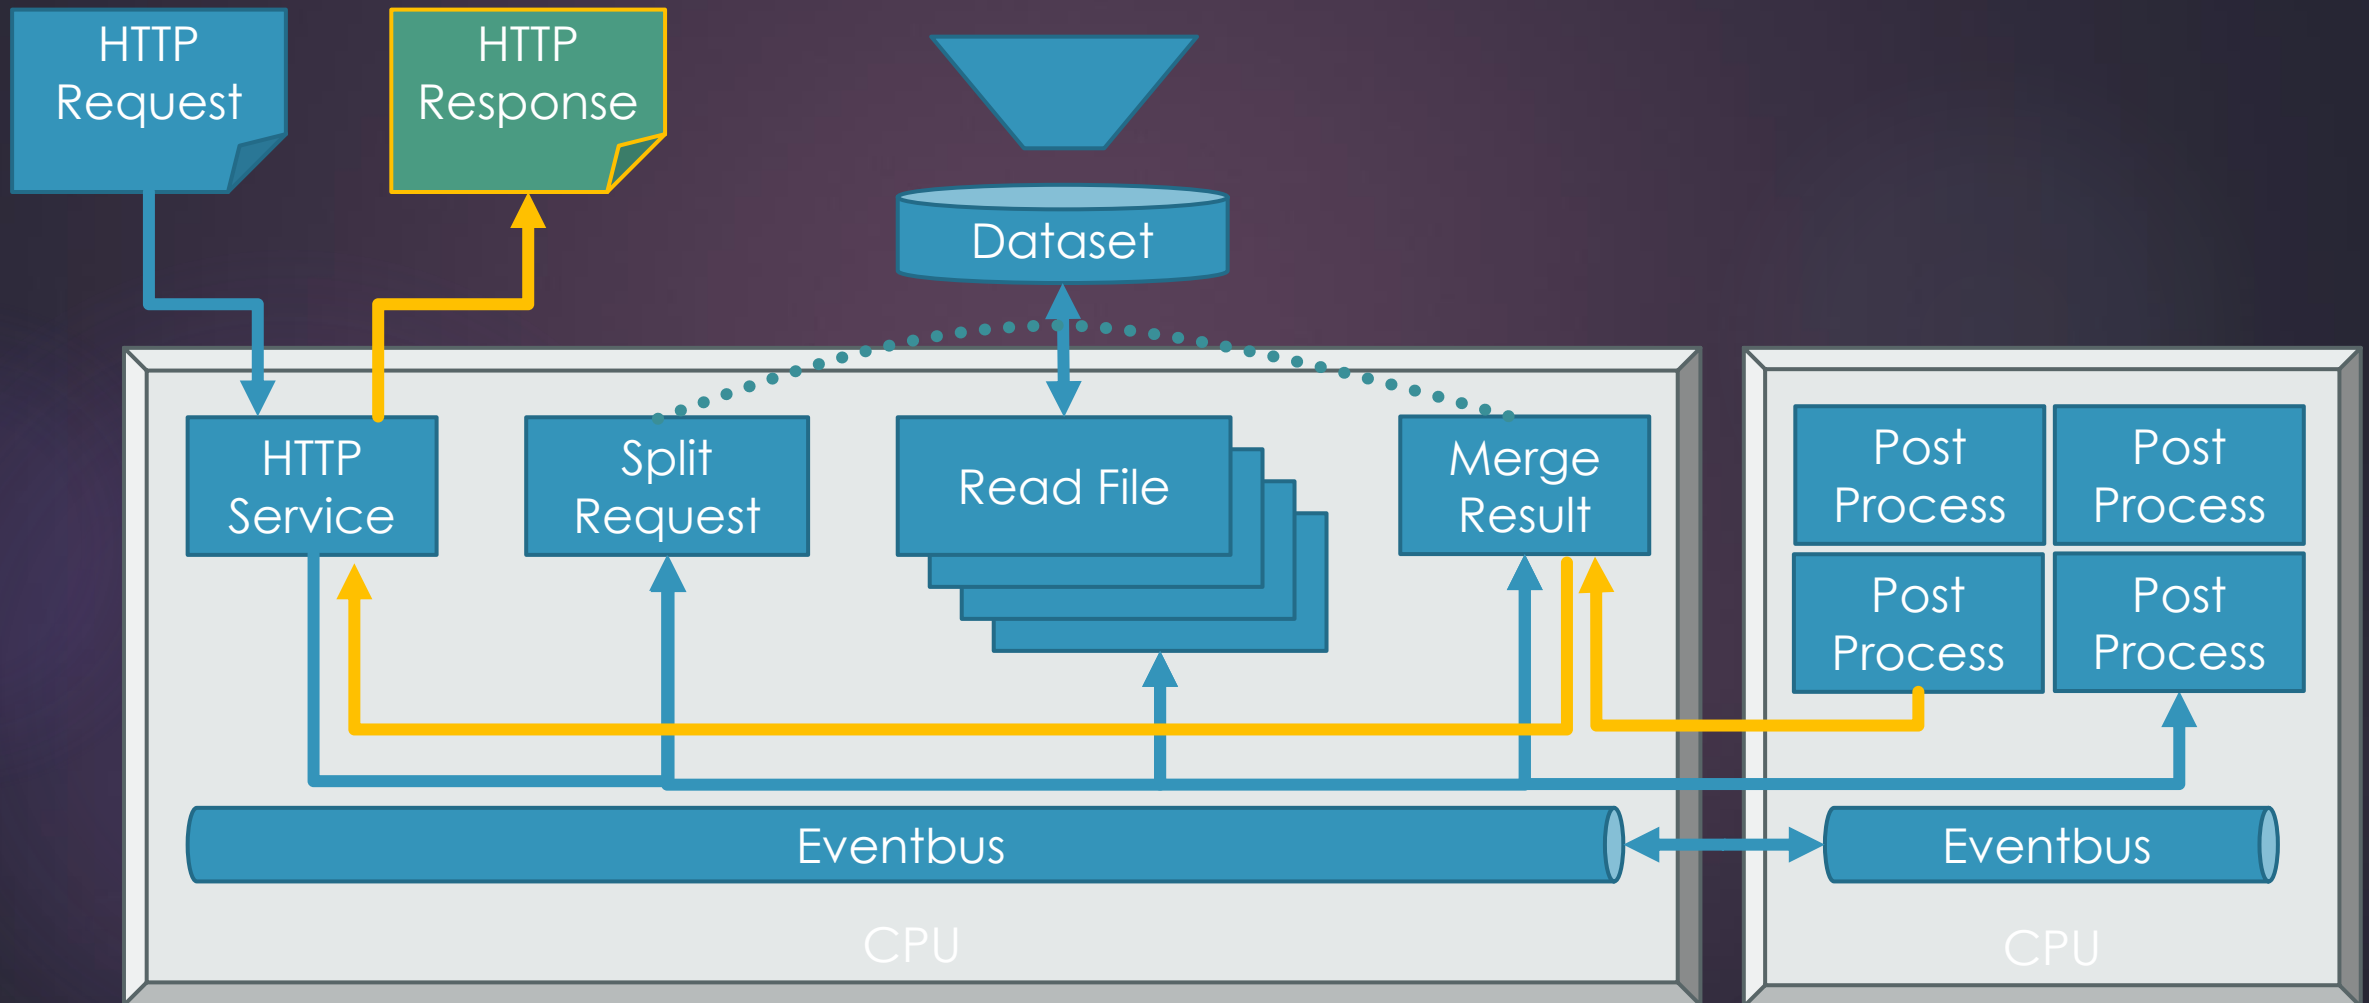 HTTP
Request
HTTP
Response
Dataset
HTTP
Service
Split
Request
Read File
Merge
Result
Post
Process
Post
Process
Post
Process
Post
Process
Eventbus
Eventbus
CPU
CPU